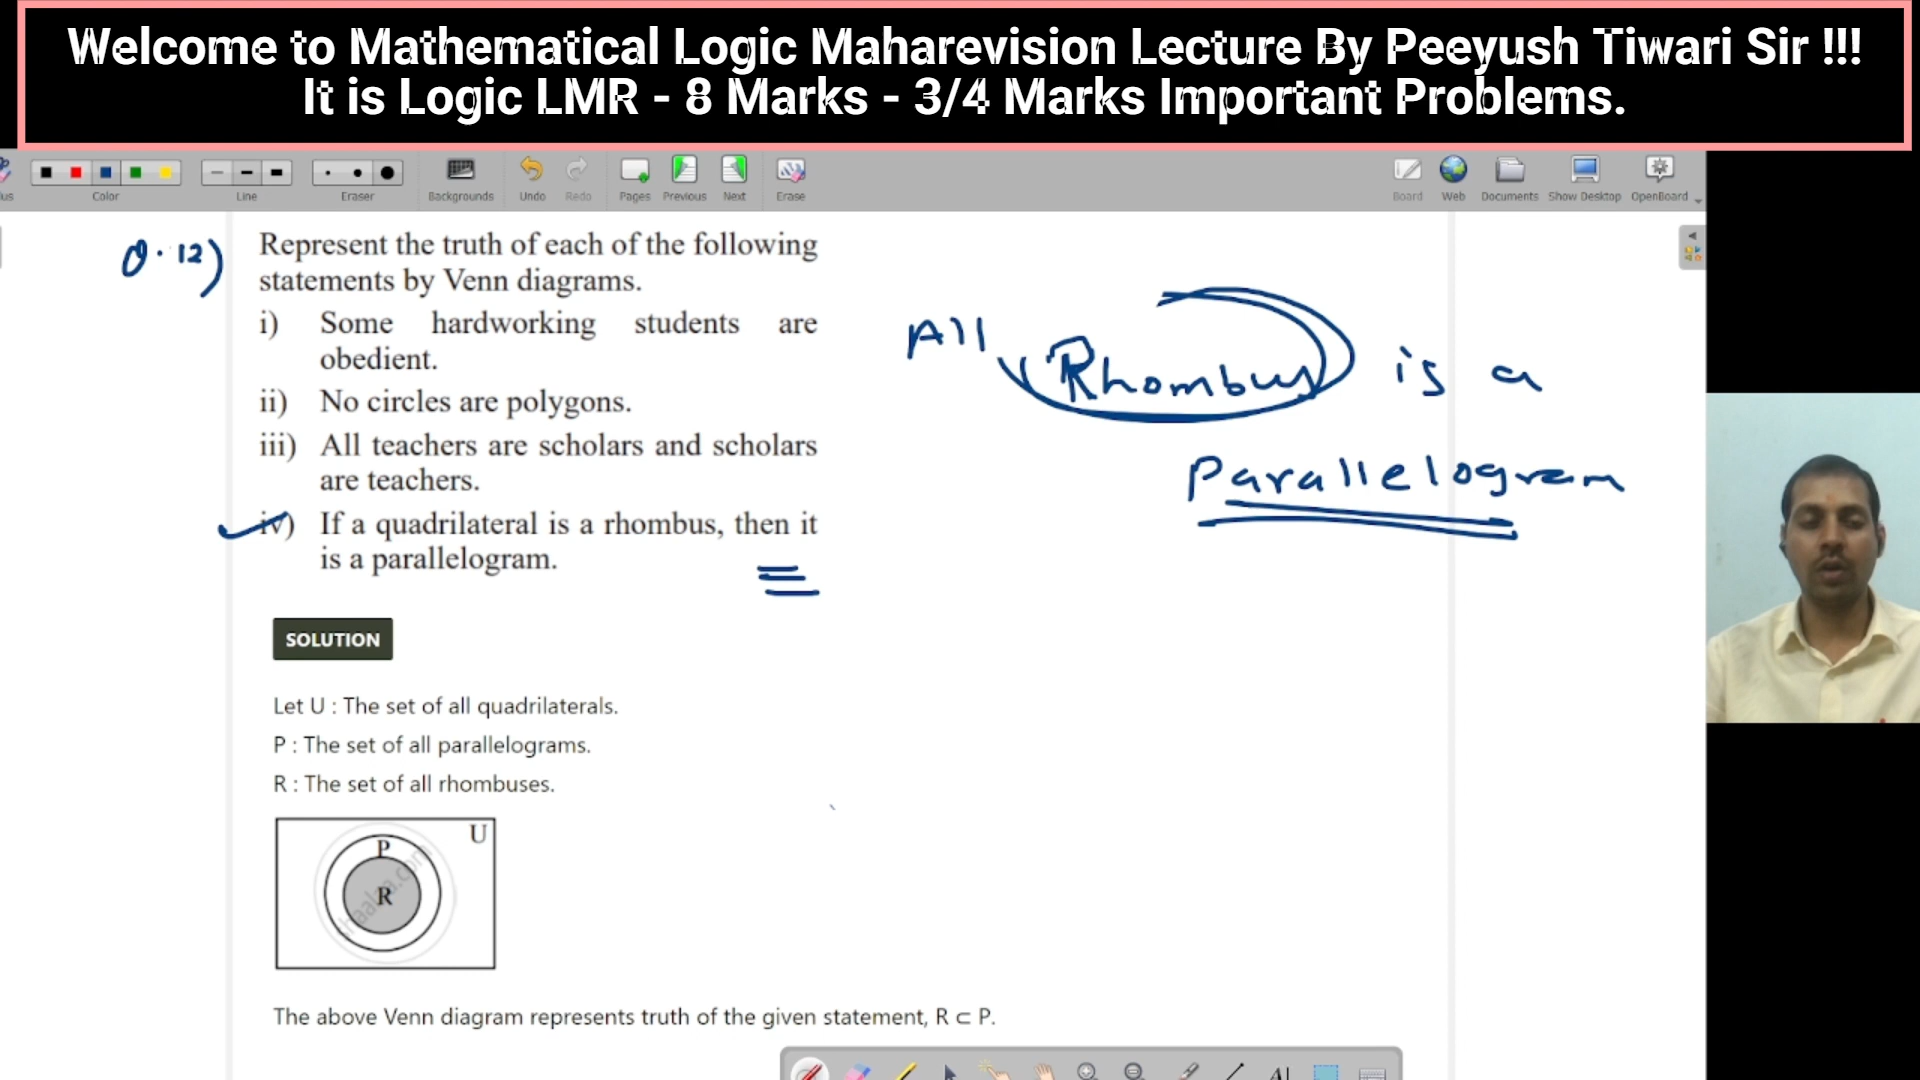 Welcome to Mathematical Logic Maharevision Lecture By Peeyush Tiwari Sir !!!
It is Logic LMR - 8 Marks - 3/4 Marks Important Problems.
Color
Line
Eraser
Backgrounds
Undo
Redo
Pages
Previous
Next
Erase
Board
Web
Documents
Show Desktop
OpenBoard
Q. 12)
Represent the truth of each of the following
statements by Venn diagrams.
i) Some hardworking students are
obedient.
ii) No circles are polygons.
iii) All teachers are scholars and scholars
are teachers.
iv) If a quadrilateral is a rhombus, then it
is a parallelogram.
All Rhombus is a
Parallelogram
SOLUTION
Let U : The set of all quadrilaterals.
P : The set of all parallelograms.
R : The set of all rhombuses.
U
P
R
The above Venn diagram represents truth of the given statement, R ⊂ P.